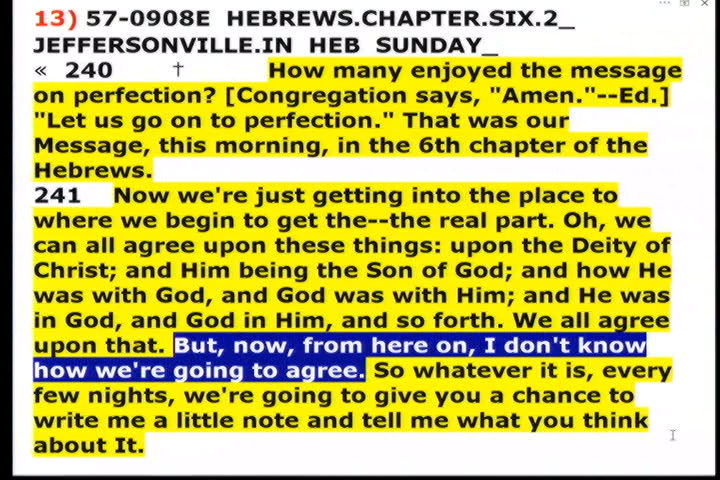 13) 57-0908E HEBREWS.CHAPTER.SIX.2_
JEFFERSONVILLE.IN HEB SUNDAY_
« 240 † How many enjoyed the message
on perfection? [Congregation says, "Amen."--Ed.]
"Let us go on to perfection." That was our
Message, this morning, in the 6th chapter of the
Hebrews.
241 Now we're just getting into the place to
where we begin to get the--the real part. Oh, we
can all agree upon these things: upon the Deity of
Christ; and Him being the Son of God; and how He
was with God, and God was with Him; and He was
in God, and God in Him, and so forth. We all agree
upon that. But, now, from here on, I don't know
how we're going to agree. So whatever it is, every
few nights, we're going to give you a chance to
write me a little note and tell me what you think
about It.